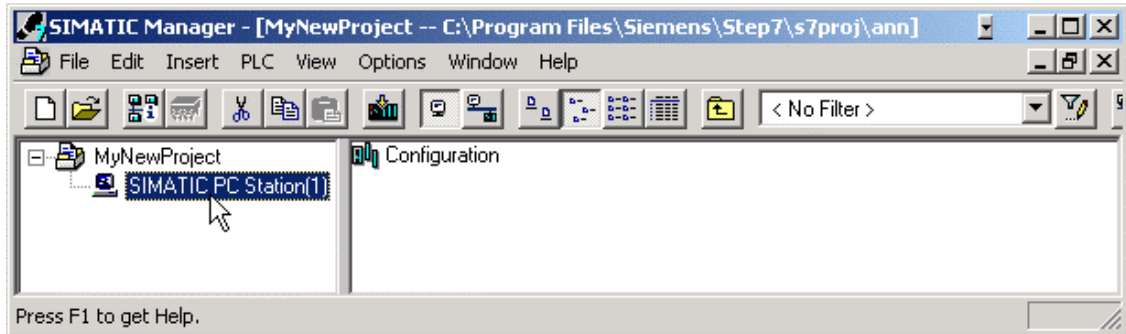 SIMATIC Manager - [MyNewProject -- C:\Program Files\Siemens\Step7\s7proj\ann]
File Edit Insert PLC View Options Window Help
< No Filter >
MyNewProject
SIMATIC PC Station(1)
Configuration
Press F1 to get Help.